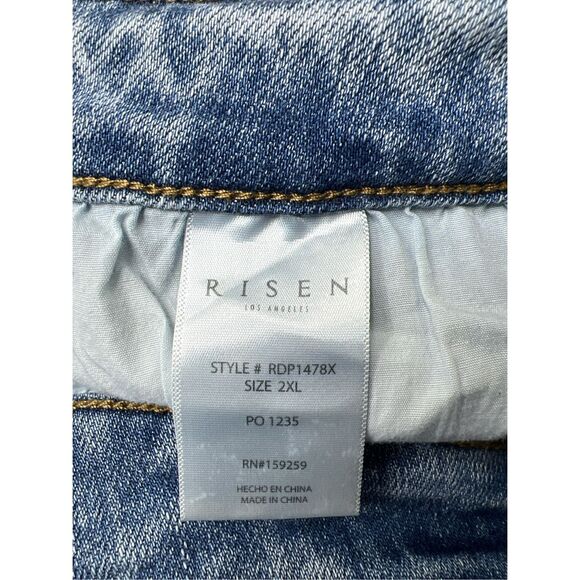 RISEN
LOS ANGELES
STYLE # RDP1478X
SIZE 2XL
PO 1235
RN#159259
HECHO EN CHINA
MADE IN CHINA